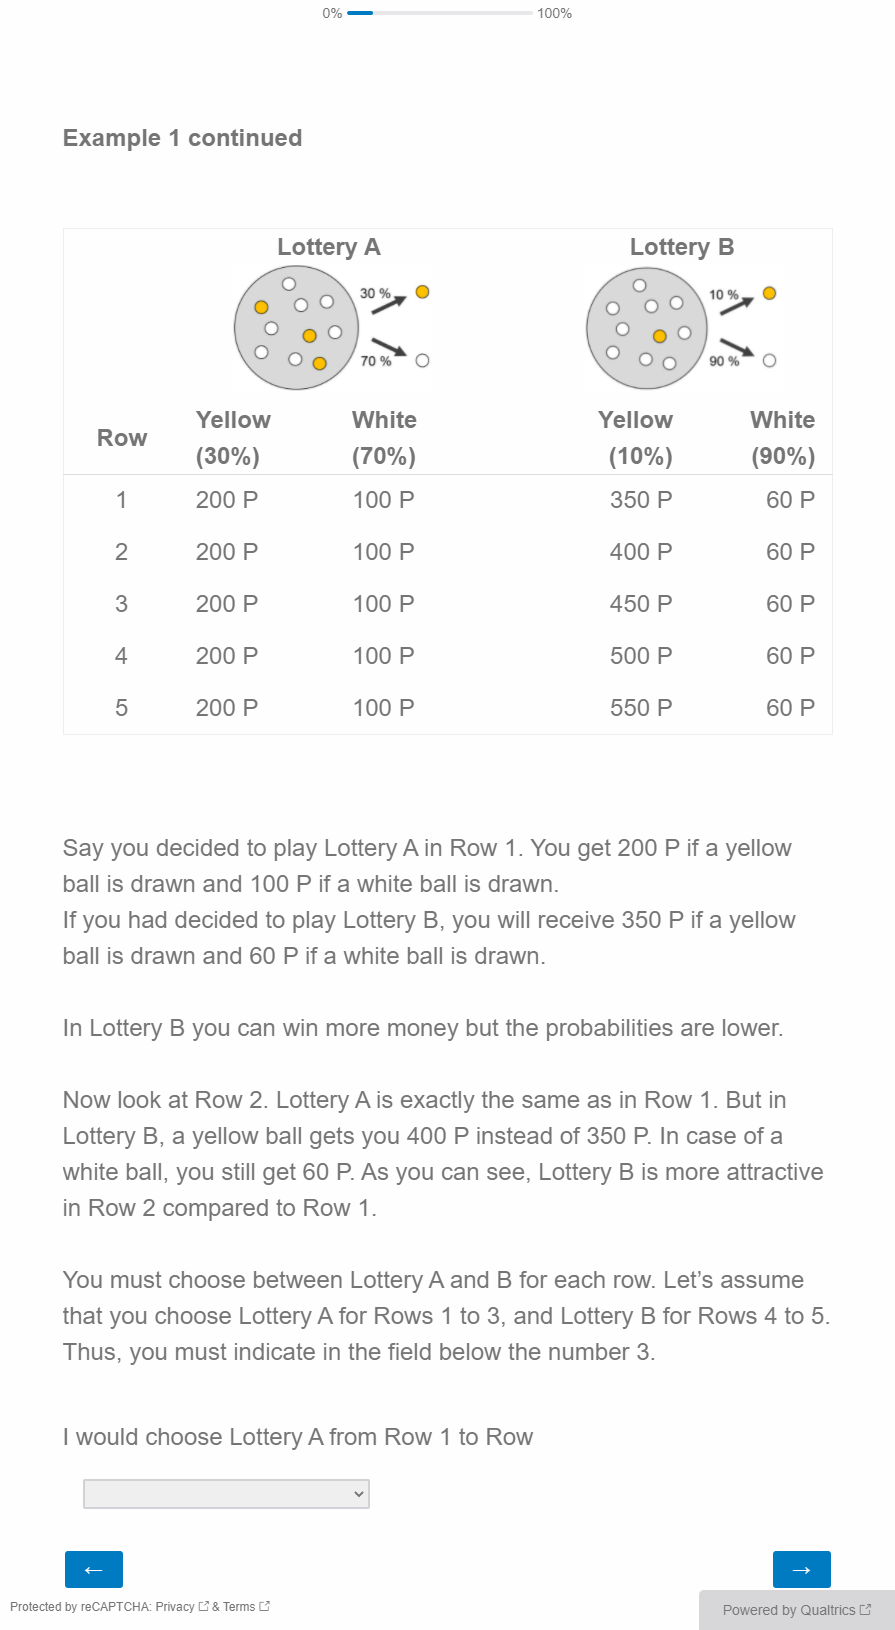 0% 100%
Example 1 continued
Lottery A Lottery B
30 % 10 %
70 % 90 %
Row Yellow White Yellow White
(30%) (70%) (10%) (90%)
1 200 P 100 P 350 P 60 P
2 200 P 100 P 400 P 60 P
3 200 P 100 P 450 P 60 P
4 200 P 100 P 500 P 60 P
5 200 P 100 P 550 P 60 P
Say you decided to play Lottery A in Row 1. You get 200 P if a yellow
ball is drawn and 100 P if a white ball is drawn.
If you had decided to play Lottery B, you will receive 350 P if a yellow
ball is drawn and 60 P if a white ball is drawn.
In Lottery B you can win more money but the probabilities are lower.
Now look at Row 2. Lottery A is exactly the same as in Row 1. But in
Lottery B, a yellow ball gets you 400 P instead of 350 P. In case of a
white ball, you still get 60 P. As you can see, Lottery B is more attractive
in Row 2 compared to Row 1.
You must choose between Lottery A and B for each row. Let’s assume
that you choose Lottery A for Rows 1 to 3, and Lottery B for Rows 4 to 5.
Thus, you must indicate in the field below the number 3.
I would choose Lottery A from Row 1 to Row
← →
Protected by reCAPTCHA: Privacy & Terms
Powered by Qualtrics